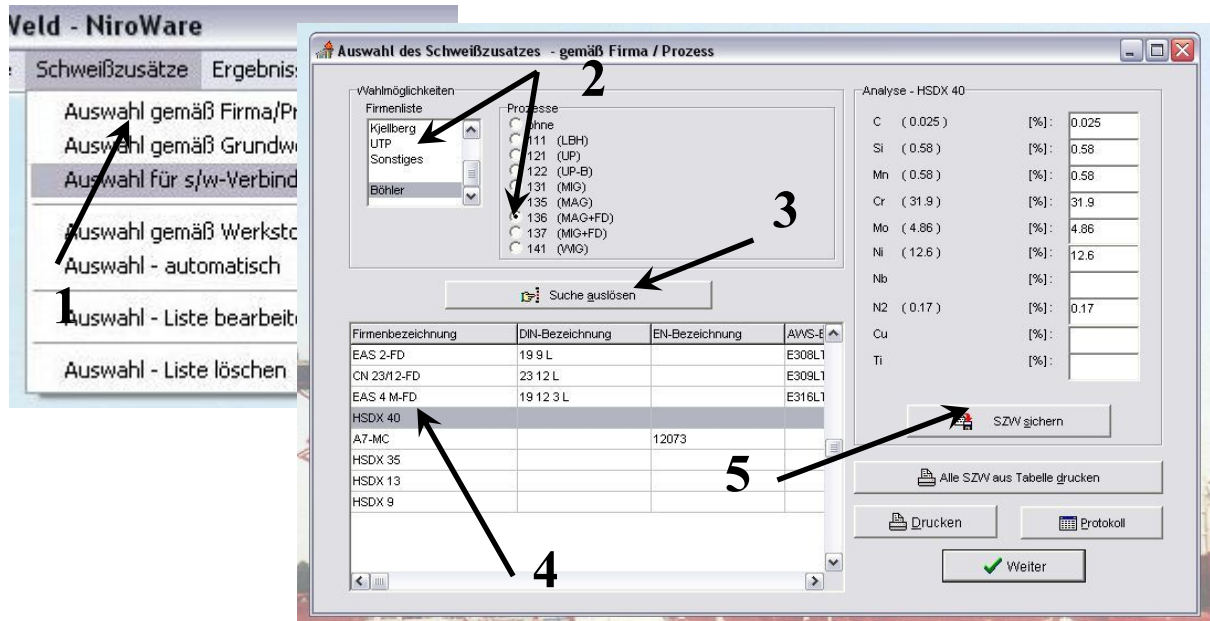 Weld - NiroWare
Schweißzusätze Ergebnis
Auswahl gemäß Firma/Pr
Auswahl gemäß Grundw
Auswahl für s/w-Verbind
Auswahl gemäß Werksto
Auswahl - automatisch
Auswahl - Liste bearbeit
Auswahl - Liste löschen
1
Auswahl des Schweißzusatzes - gemäß Firma / Prozess
2
Wahlmöglichkeiten
Firmenliste
Kjellberg
UTP
Sonstiges
Böhler
Prozesse
ohne
111 (LBH)
121 (UP)
122 (UP-B)
131 (MIG)
135 (MAG)
136 (MAG+FD)
137 (MIG+FD)
141 (WIG)
3
Suche auslösen
Firmenbezeichnung DIN-Bezeichnung EN-Bezeichnung AWS-B
EAS 2-FD 19 9 L E308LT
CN 23/12-FD 23 12 L E309LT
EAS 4 M-FD 19 12 3 L E316LT
HSDX 40
A7-MC 12073
HSDX 35
HSDX 13
HSDX 9
4
Analyse - HSDX 40
C ( 0.025 ) [%] : 0.025
Si ( 0.58 ) [%] : 0.58
Mn ( 0.58 ) [%] : 0.58
Cr ( 31.9 ) [%] : 31.9
Mo ( 4.86 ) [%] : 4.86
Ni ( 12.6 ) [%] : 12.6
Nb [%] :
N2 ( 0.17 ) [%] : 0.17
Cu [%] :
Ti [%] :
SZW sichern
5
Alle SZW aus Tabelle drucken
Drucken Protokoll
Weiter